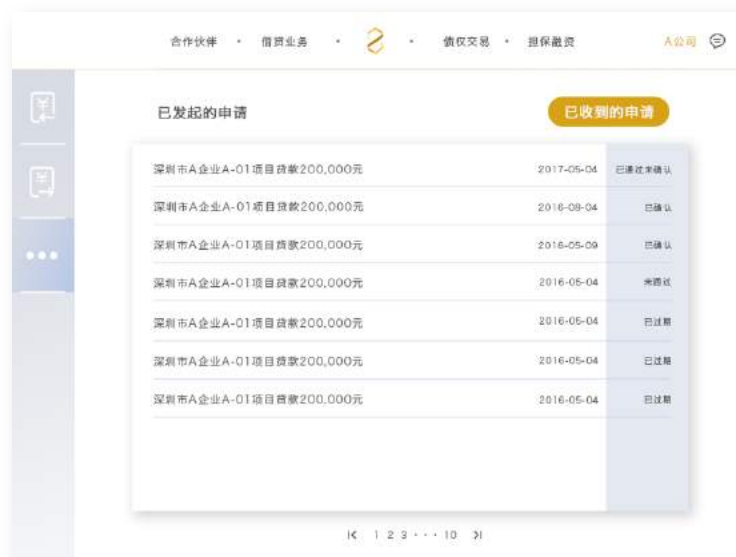 合作伙伴 · 借贷业务 · · 债权交易 · 担保融资 A公司
已发起的申请 已收到的申请
深圳市A企业A-01项目贷款200,000元 2017-05-04 已通过未确认
深圳市A企业A-01项目贷款200,000元 2016-08-04 已确认
深圳市A企业A-01项目贷款200,000元 2016-05-09 已确认
深圳市A企业A-01项目贷款200,000元 2016-05-04 未通过
深圳市A企业A-01项目贷款200,000元 2016-05-04 已过期
深圳市A企业A-01项目贷款200,000元 2016-05-04 已过期
深圳市A企业A-01项目贷款200,000元 2016-05-04 已过期
1 2 3 · · · 10